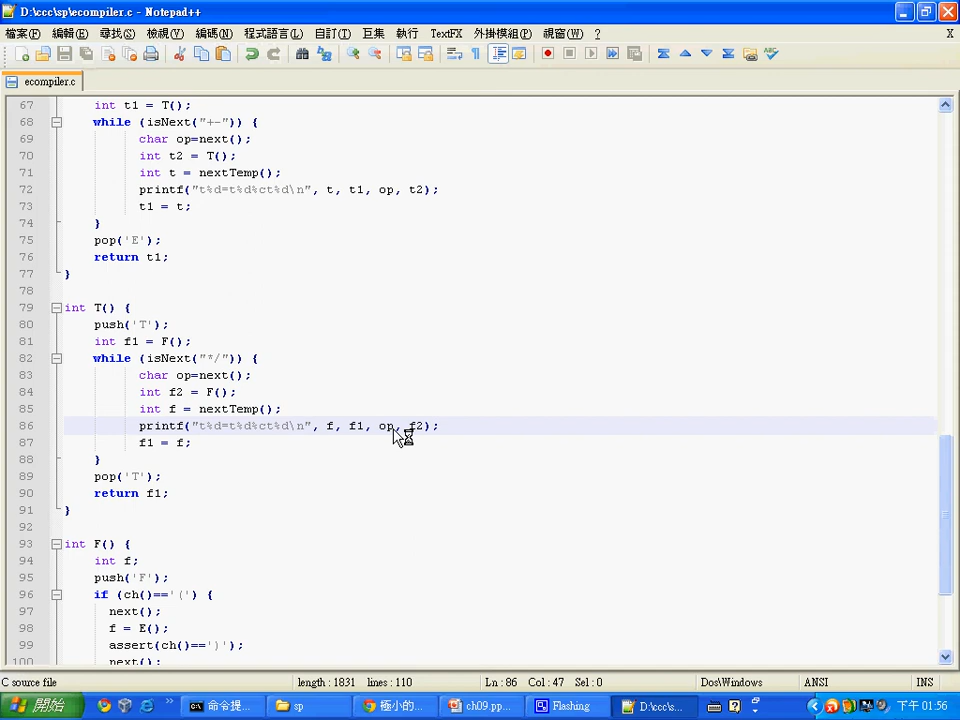 D:\ccc\sp\ecompiler.c - Notepad++
檔案(F) 編輯(E) 尋找(S) 檢視(V) 編碼(N) 程式語言(L) 自訂(T) 巨集 執行 TextFX 外掛模組(P) 視窗(W) ? X
ecompiler.c
67 int t1 = T();
68 while (isNext("+-")) {
69 char op=next();
70 int t2 = T();
71 int t = nextTemp();
72 printf("t%d=t%d%ct%d\n", t, t1, op, t2);
73 t1 = t;
74 }
75 pop('E');
76 return t1;
77 }
78
79 int T() {
80 push('T');
81 int f1 = F();
82 while (isNext("*/")) {
83 char op=next();
84 int f2 = F();
85 int f = nextTemp();
86 printf("t%d=t%d%ct%d\n", f, f1, op, f2);
87 f1 = f;
88 }
89 pop('T');
90 return f1;
91 }
92
93 int F() {
94 int f;
95 push('F');
96 if (ch()=='(') {
97 next();
98 f = E();
99 assert(ch()==')');
100 next();
C source file length : 1831 lines : 110 Ln : 86 Col : 47 Sel : 0 Dos\Windows ANSI INS
開始 命令提... sp 極小的... ch09.pp... Flashing D:\ccc\s... 下午 01:56